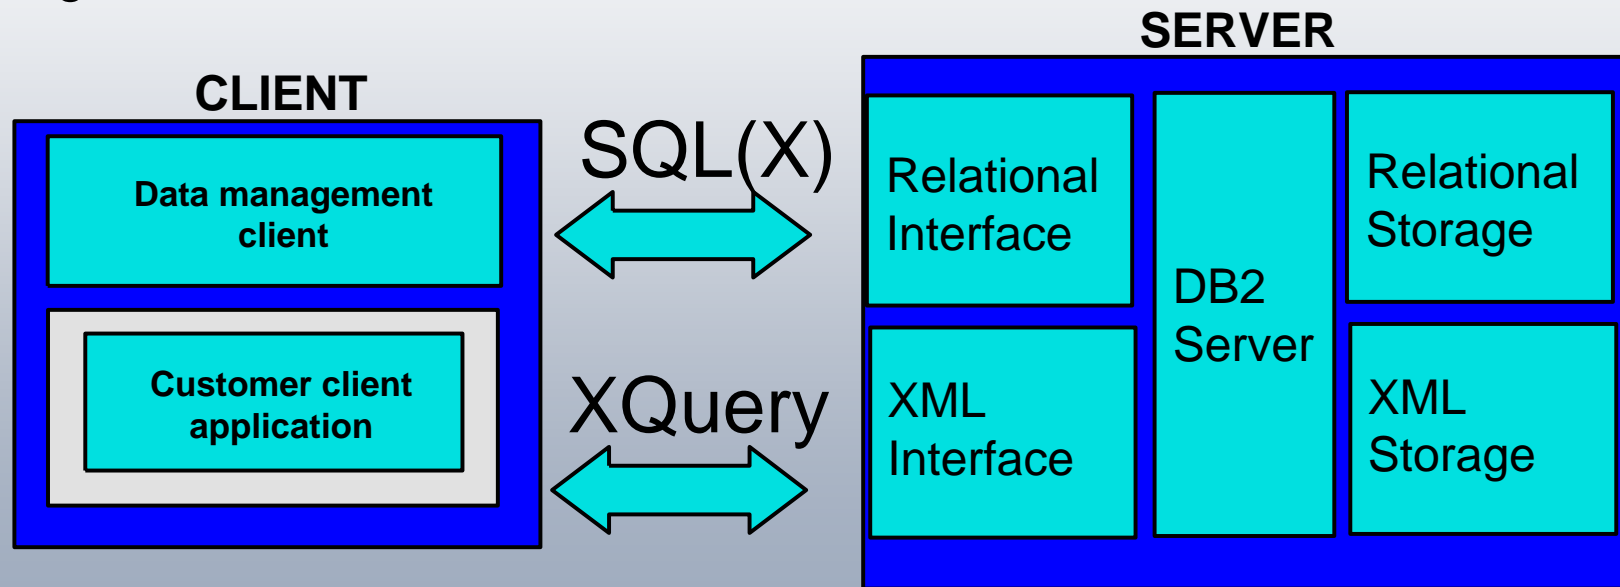 SERVER
CLIENT
Data management
client
Customer client
application
SQL(X)
XQuery
Relational
Interface
XML
Interface
DB2
Server
Relational
Storage
XML
Storage